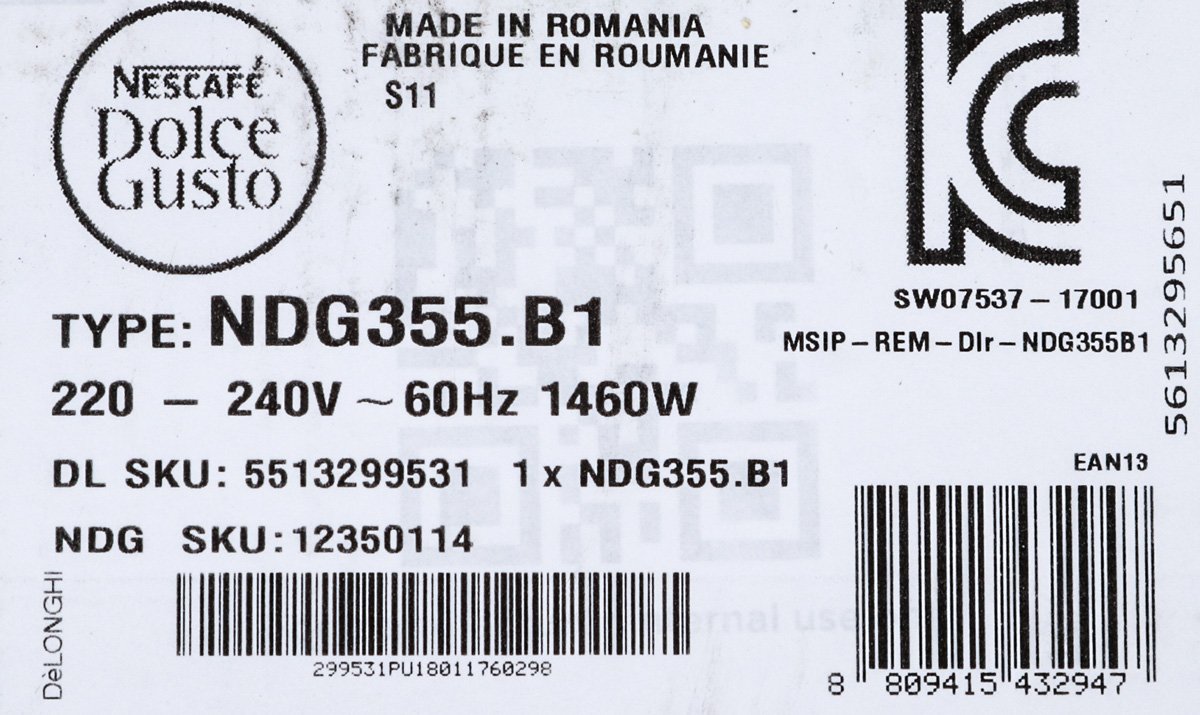 NESCAFÉ
Dolce
Gusto
MADE IN ROMANIA
FABRIQUE EN ROUMANIE
S11
TYPE: NDG355.B1
220 – 240V ~ 60Hz 1460W
DL SKU: 5513299531 1 x NDG355.B1
NDG SKU:12350114
299531PU18011760298
DèLONGHI
KC
SW07537 – 17001
MSIP – REM – Dlr – NDG355B1
5613295651
EAN13
8 809415 432947